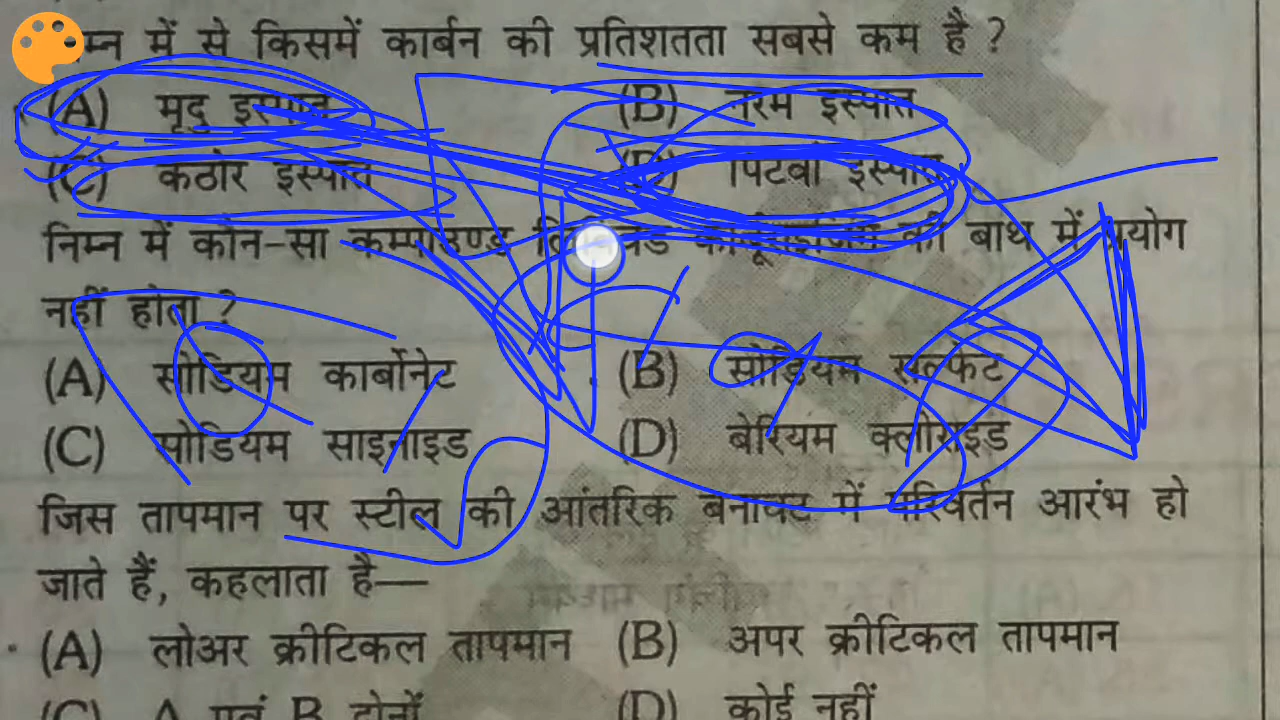 म्न में से किसमें कार्बन की प्रतिशतता सबसे कम है ?
(A) मृदु इस्पात (B) नरम इस्पात
(C) कठोर इस्पात (D) पिटवाँ इस्पात
निम्न में कौन-सा कम्पाउण्ड की बाथ में प्रयोग
नहीं होता ?
(A) सोडियम कार्बोनेट (B) सोडियम सल्फेट
(C) सोडियम साइनाइड (D) बेरियम क्लोराइड
जिस तापमान पर स्टील की आंतरिक बनावट में परिवर्तन आरंभ हो
जाते हैं, कहलाता है—
(A) लोअर क्रीटिकल तापमान (B) अपर क्रीटिकल तापमान
(C) A एवं B दोनों (D) कोई नहीं